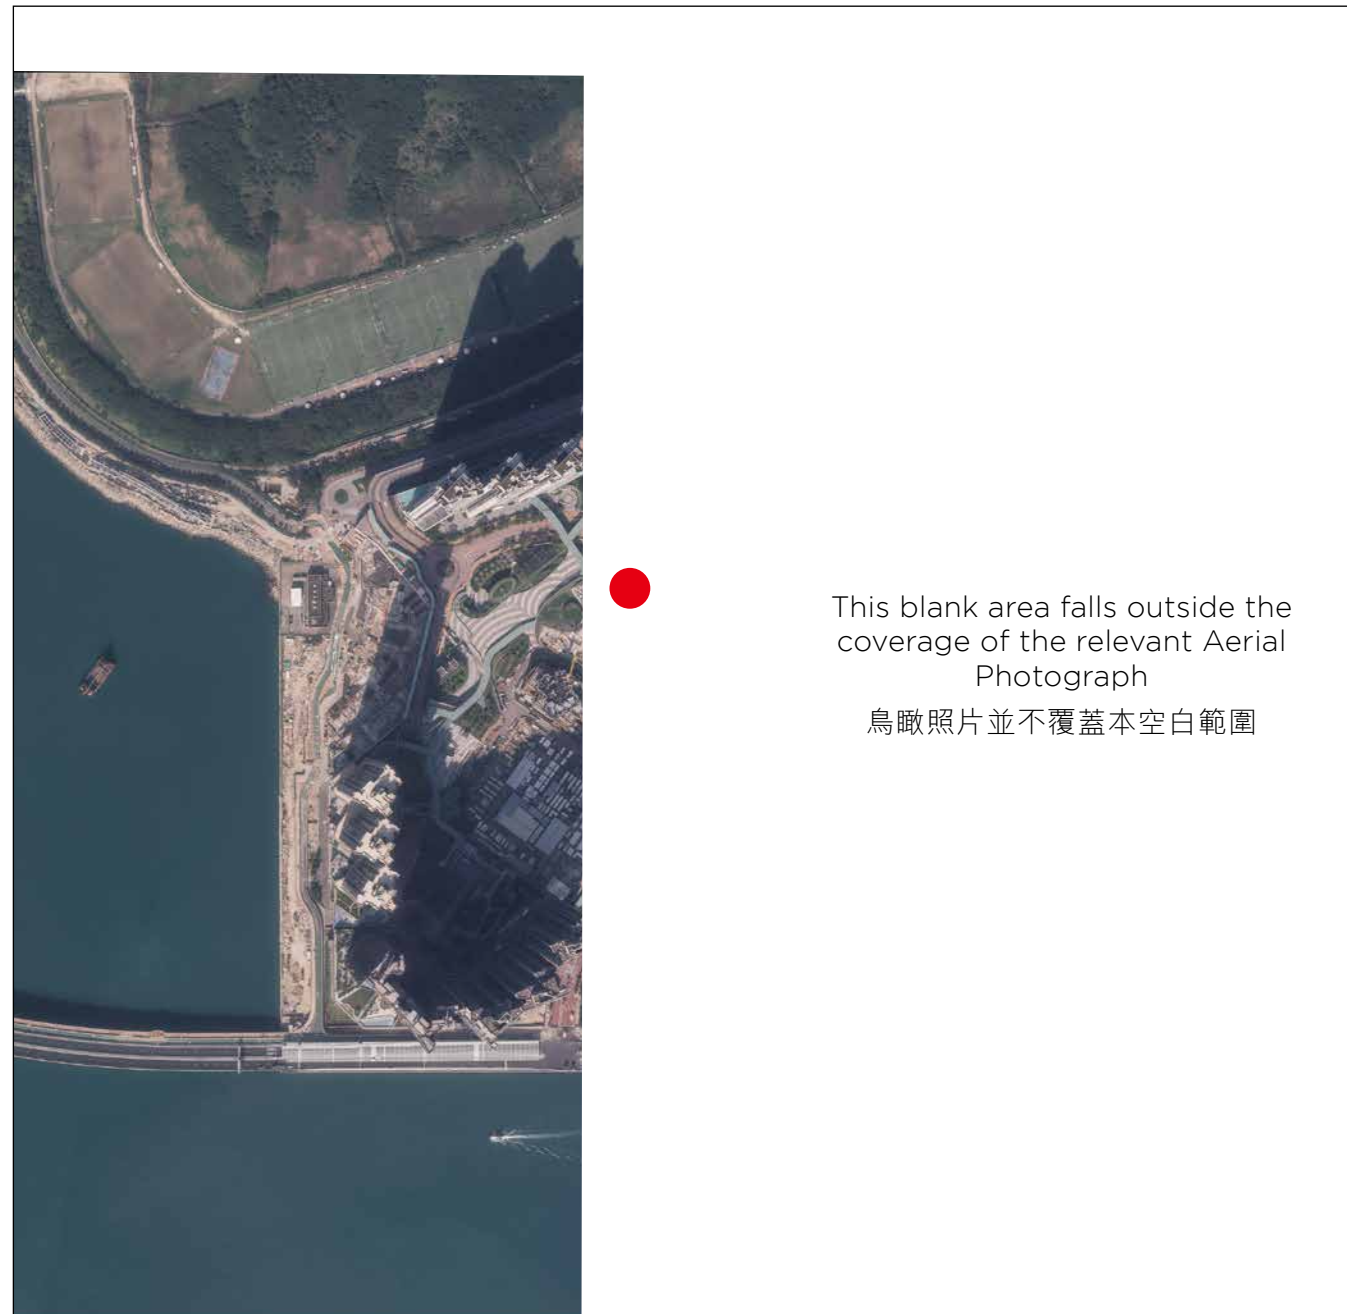 This blank area falls outside the
coverage of the relevant Aerial
Photograph
鳥瞰照片並不覆蓋本空白範圍